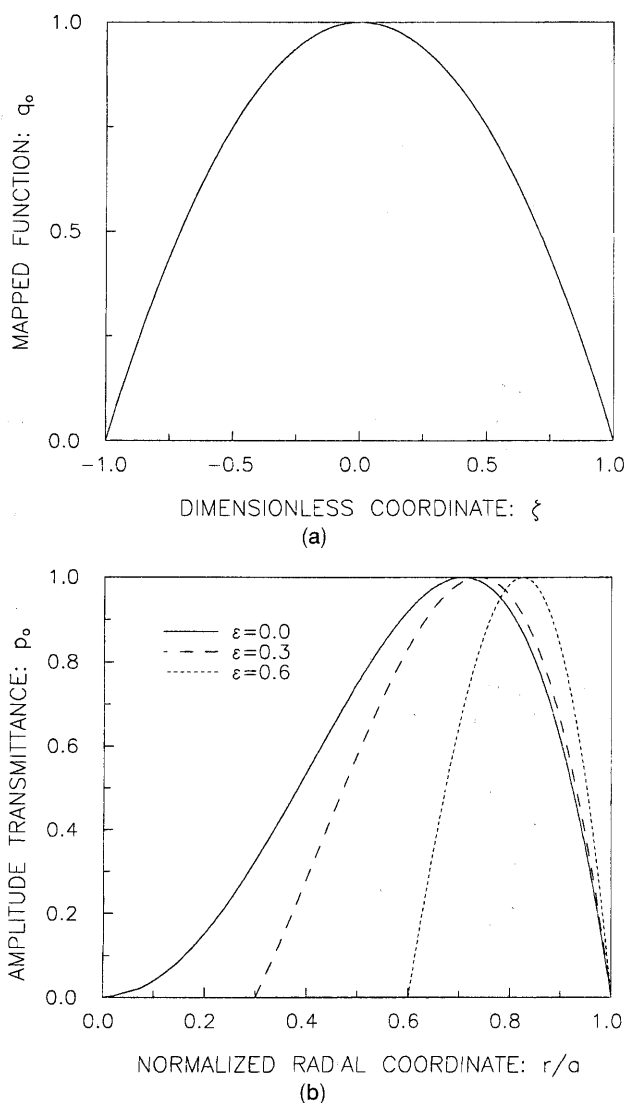 1.0
0.5
0.0
MAPPED FUNCTION: qₒ
−1.0 −0.5 0.0 0.5 1.0
DIMENSIONLESS COORDINATE: ζ
(a)
1.0
0.8
0.6
0.4
0.2
0.0
AMPLITUDE TRANSMITTANCE: pₒ
ε=0.0
ε=0.3
ε=0.6
0.0 0.2 0.4 0.6 0.8 1.0
NORMALIZED RADIAL COORDINATE: r/a
(b)